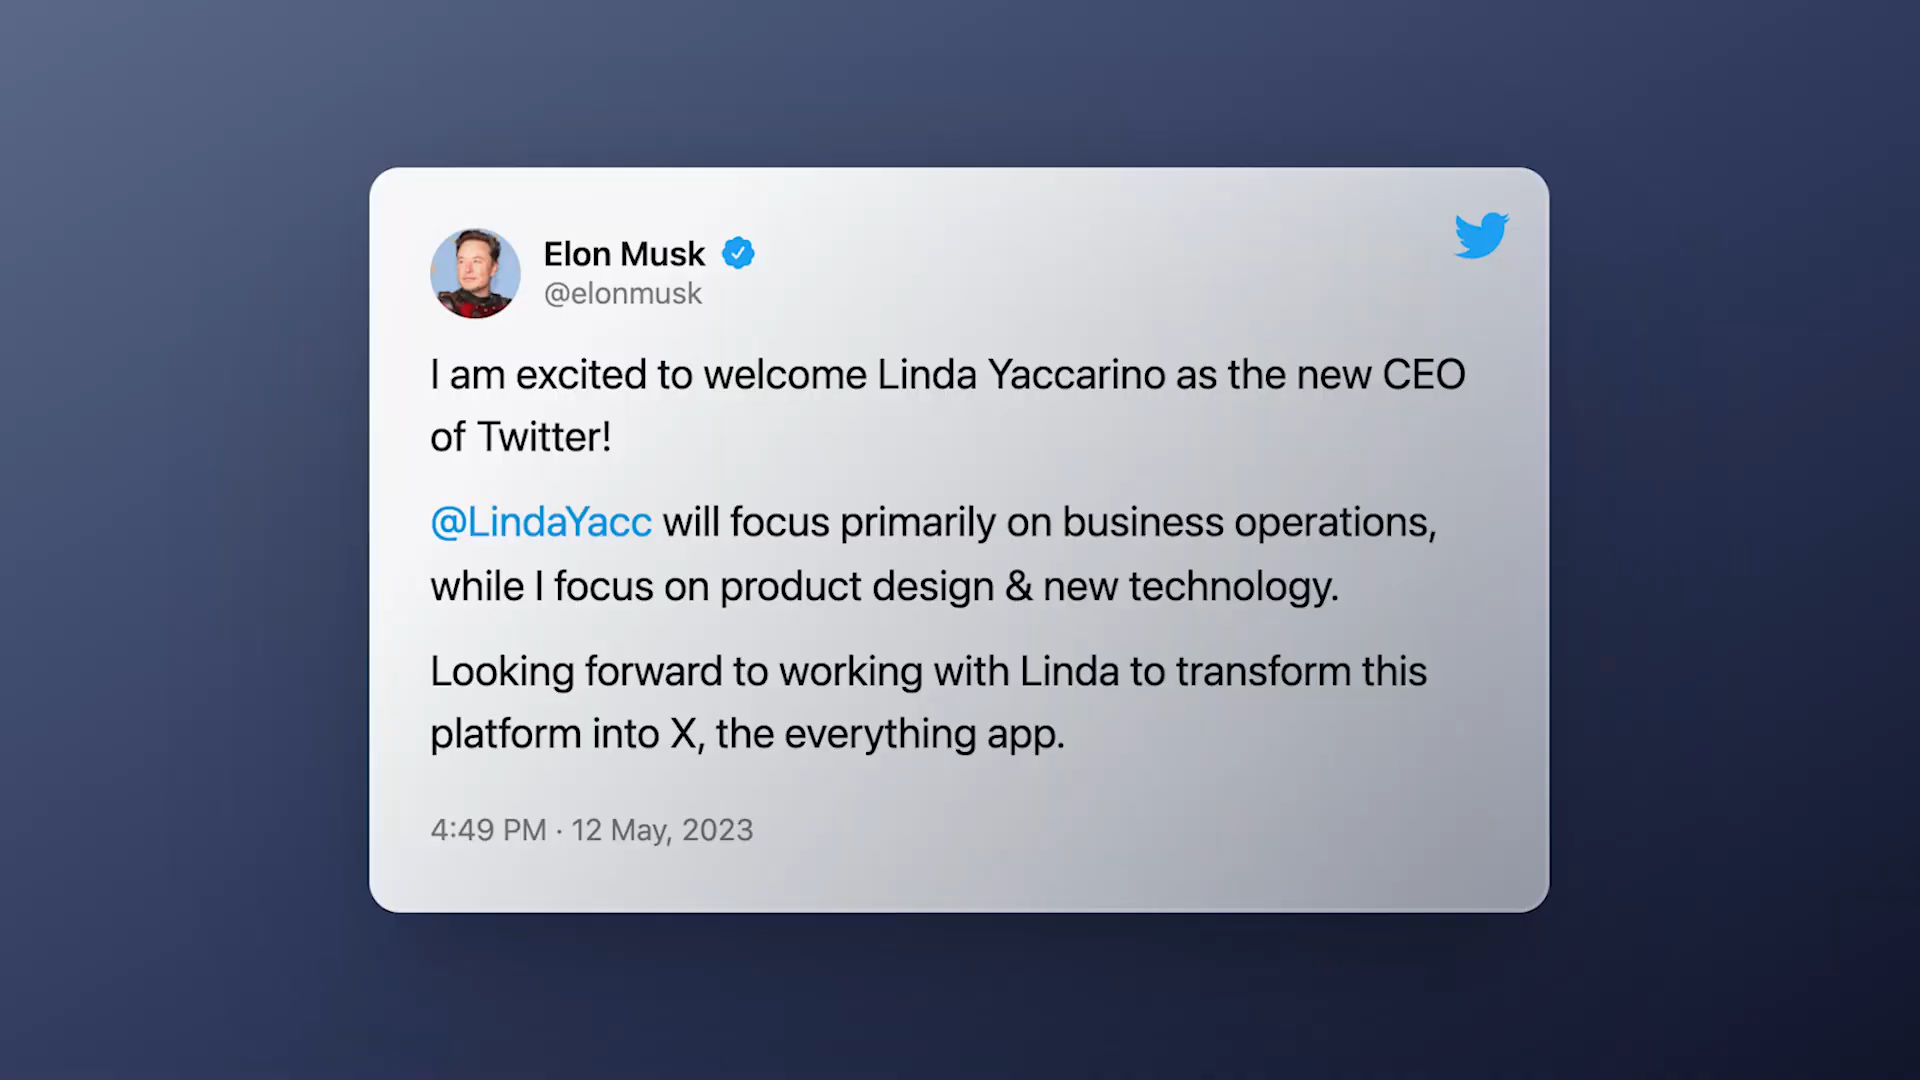 Elon Musk
@elonmusk
I am excited to welcome Linda Yaccarino as the new CEO
of Twitter!
@LindaYacc will focus primarily on business operations,
while I focus on product design & new technology.
Looking forward to working with Linda to transform this
platform into X, the everything app.
4:49 PM · 12 May, 2023